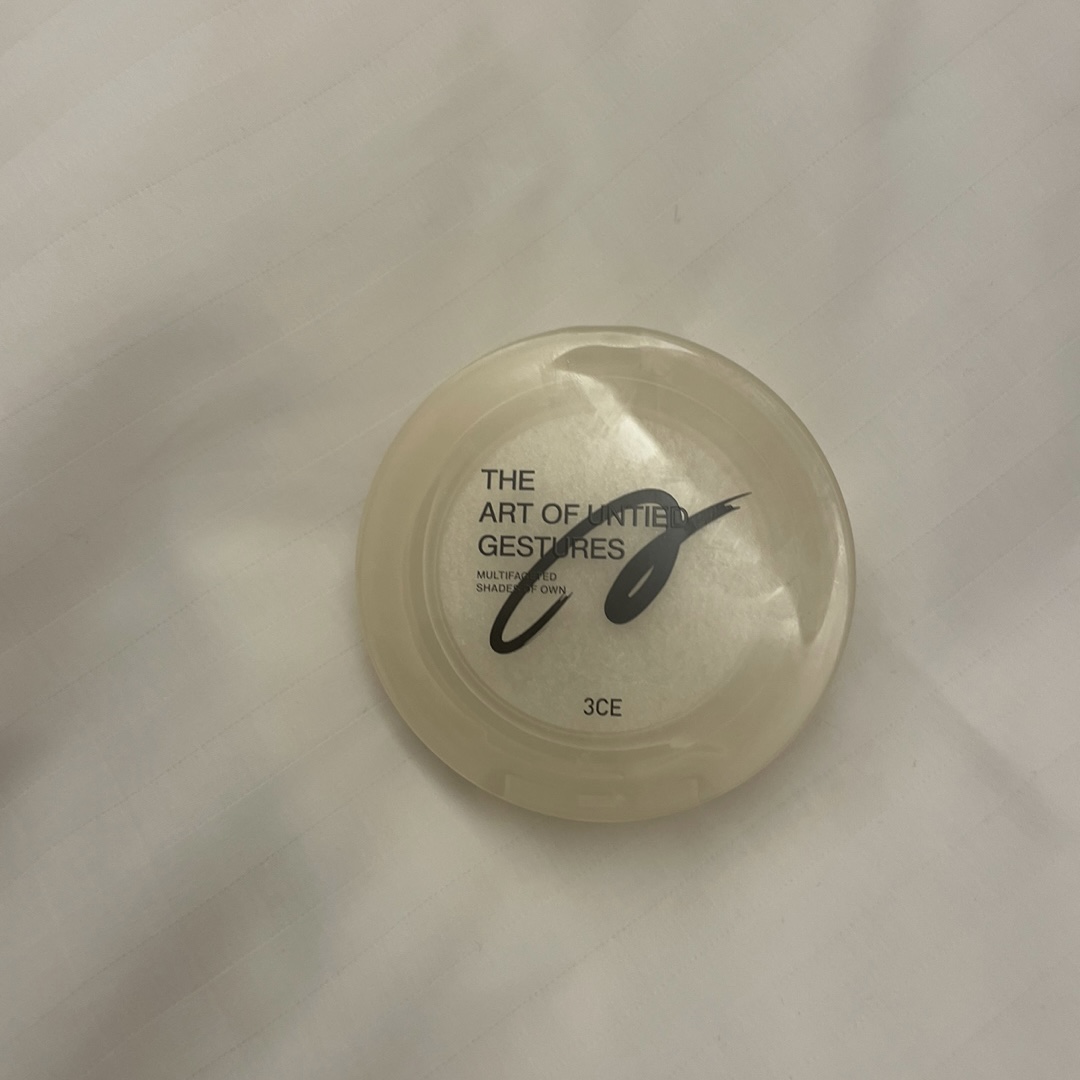 THE
ART OF UNTIED
GESTURES
MULTIFACETED
SHADES OF OWN
3CE